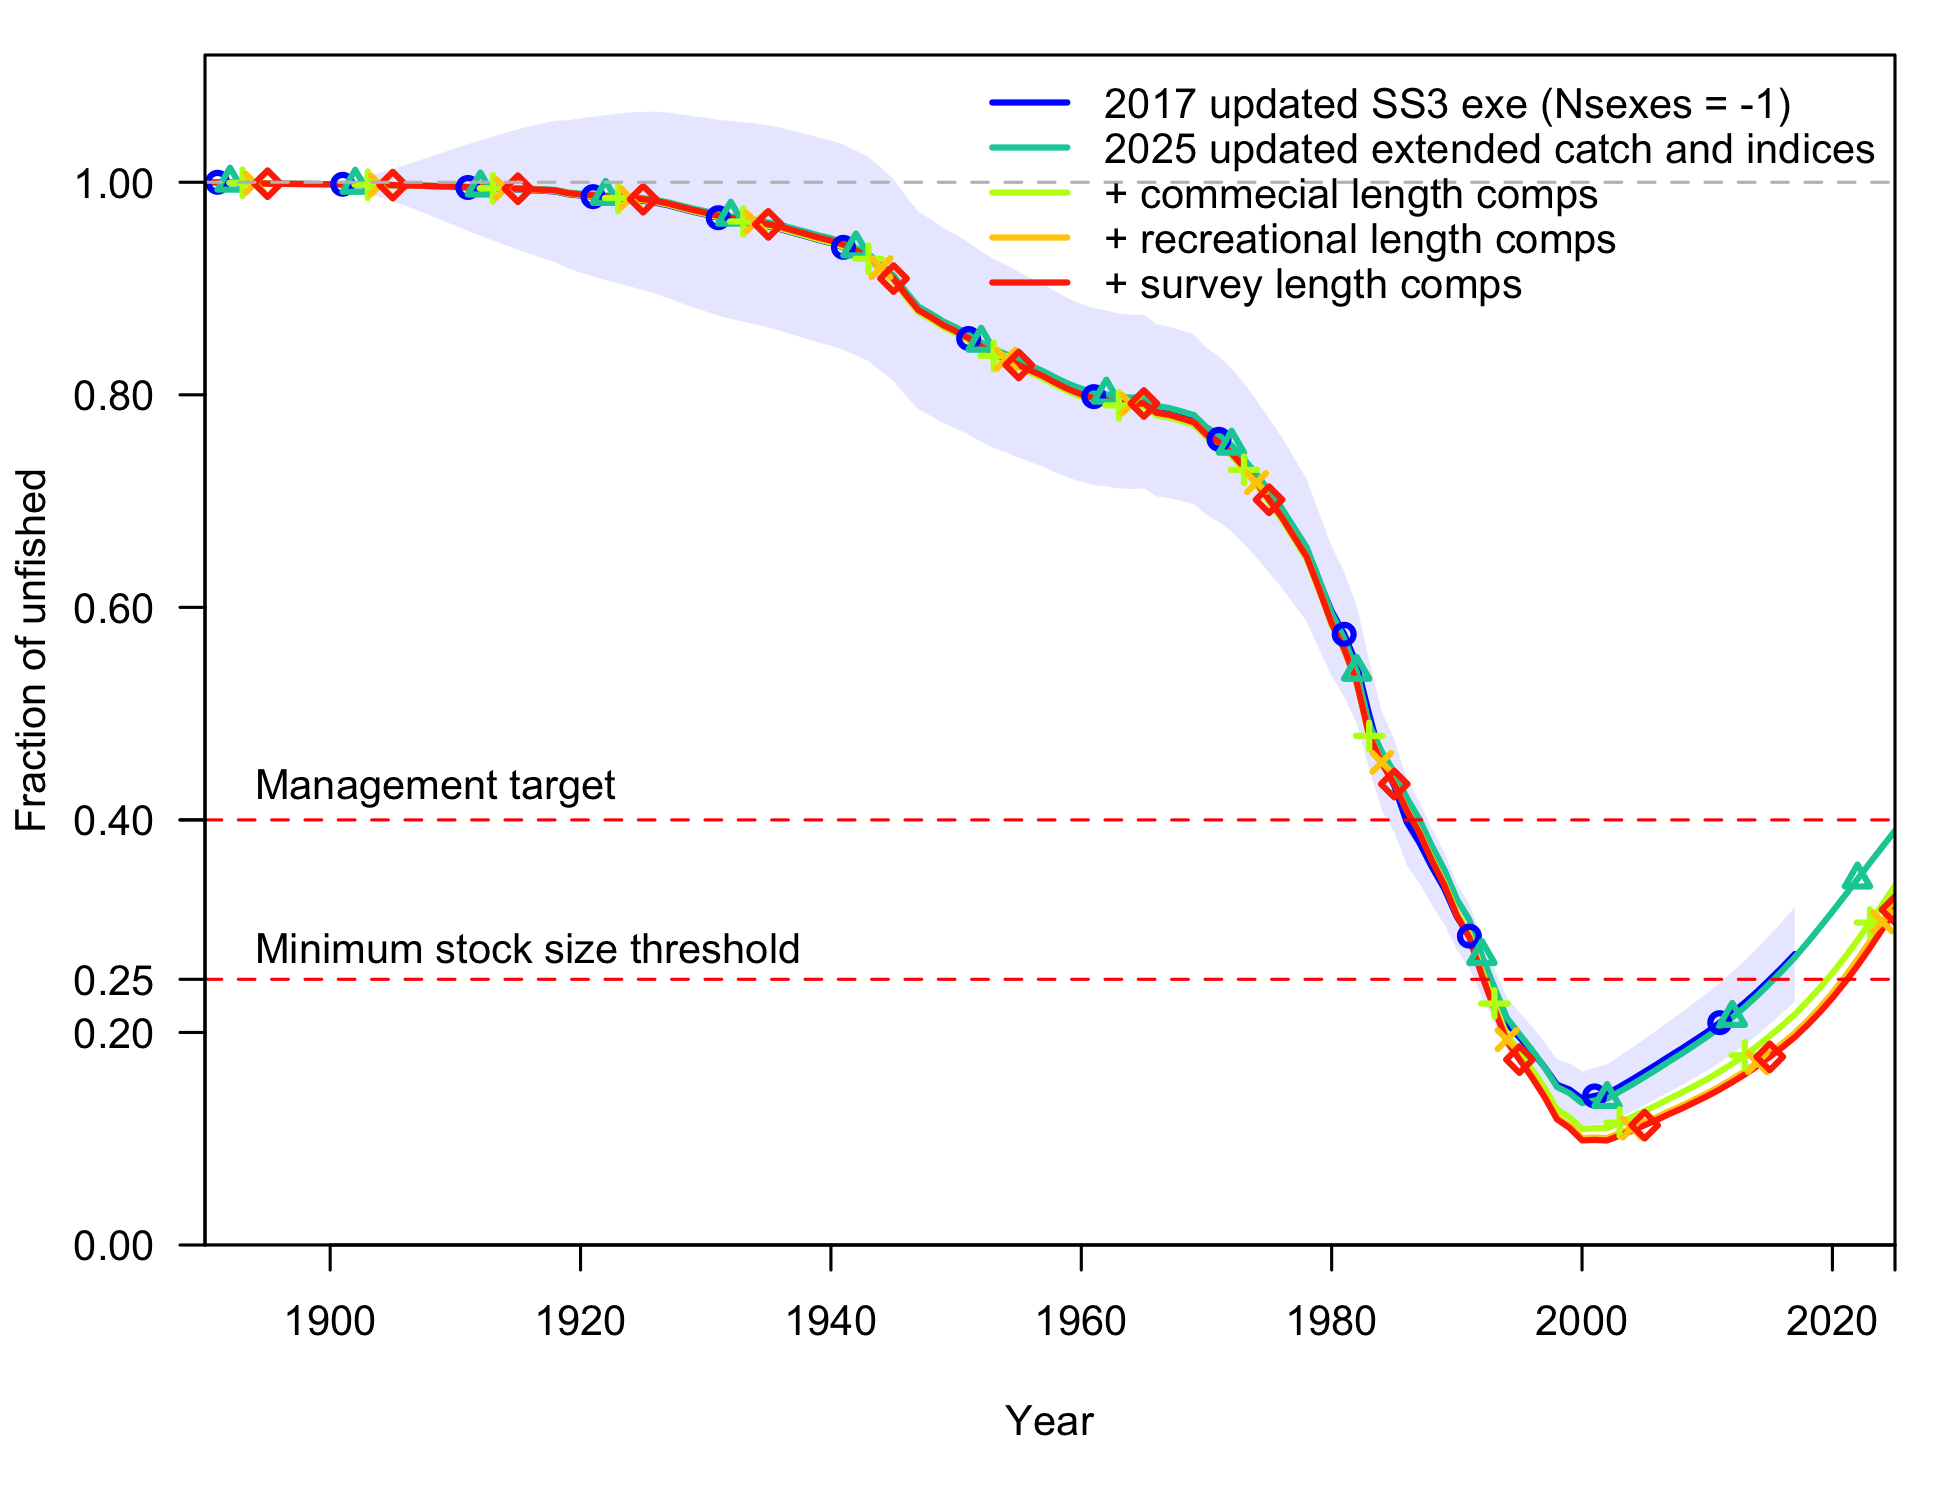 2017 updated SS3 exe (Nsexes = -1)
2025 updated extended catch and indices
+ commecial length comps
+ recreational length comps
+ survey length comps
1.00
0.80
0.60
0.40
0.25
0.20
0.00
Fraction of unfished
Management target
Minimum stock size threshold
1900 1920 1940 1960 1980 2000 2020
Year